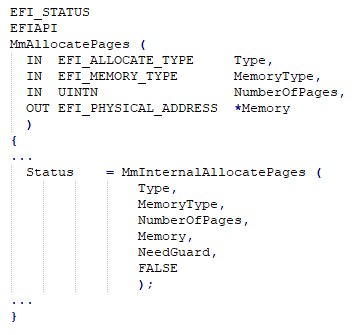 EFI_STATUS
EFIAPI
MmAllocatePages (
  IN  EFI_ALLOCATE_TYPE     Type,
  IN  EFI_MEMORY_TYPE       MemoryType,
  IN  UINTN                 NumberOfPages,
  OUT EFI_PHYSICAL_ADDRESS  *Memory
  )
{
...
  Status    = MmInternalAllocatePages (
                Type,
                MemoryType,
                NumberOfPages,
                Memory,
                NeedGuard,
                FALSE
                );
...
}